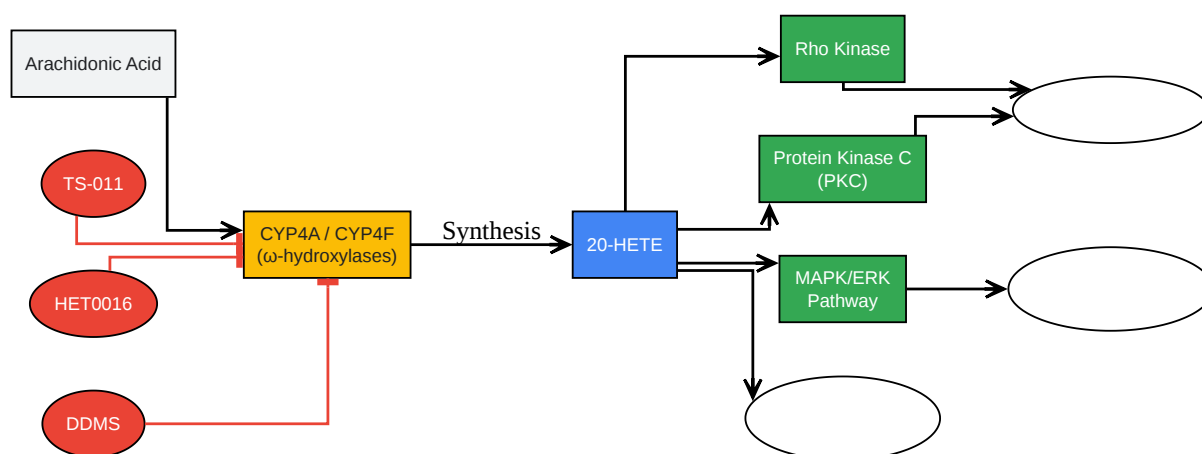 Arachidonic Acid
TS-011
HET0016
DDMS
CYP4A / CYP4F
(ω-hydroxylases)
Synthesis
20-HETE
Rho Kinase
Protein Kinase C
(PKC)
MAPK/ERK
Pathway